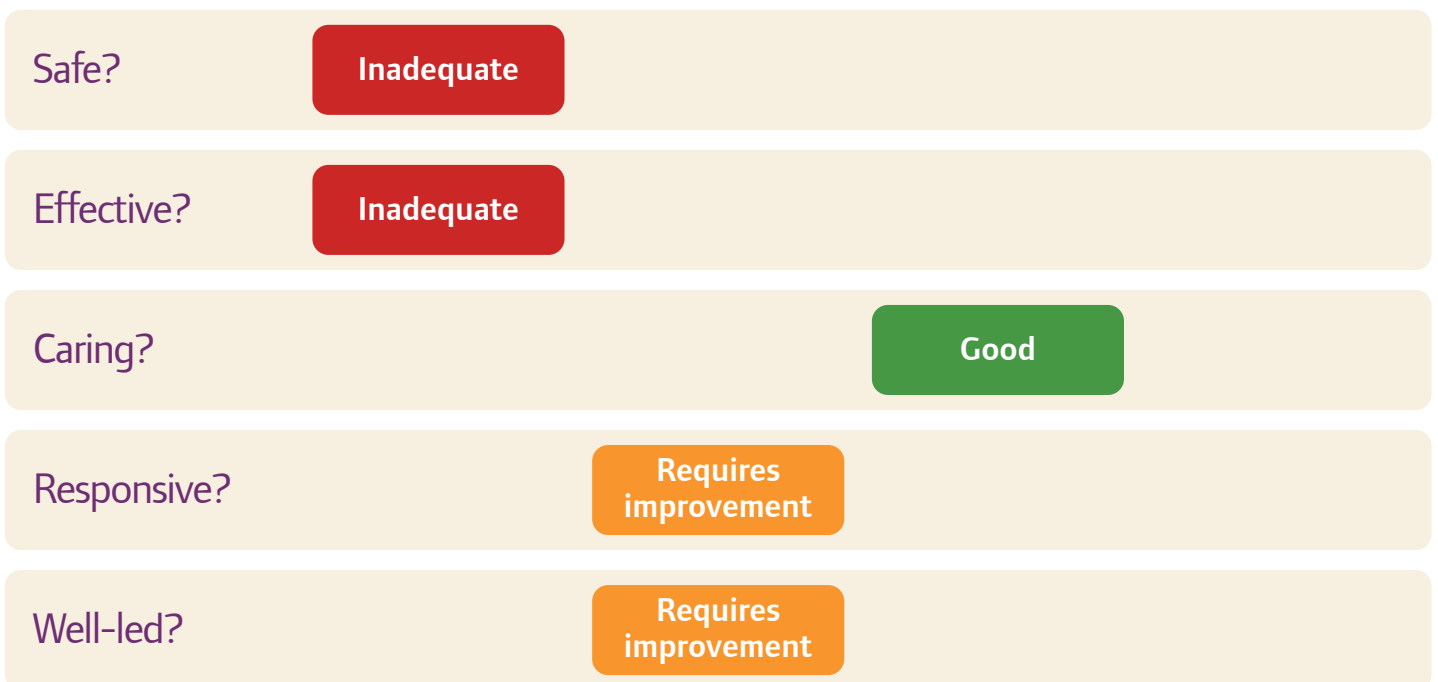 Safe?
Inadequate
Effective?
Inadequate
Caring?
Good
Responsive?
Requires
improvement
Well-led?
Requires
improvement